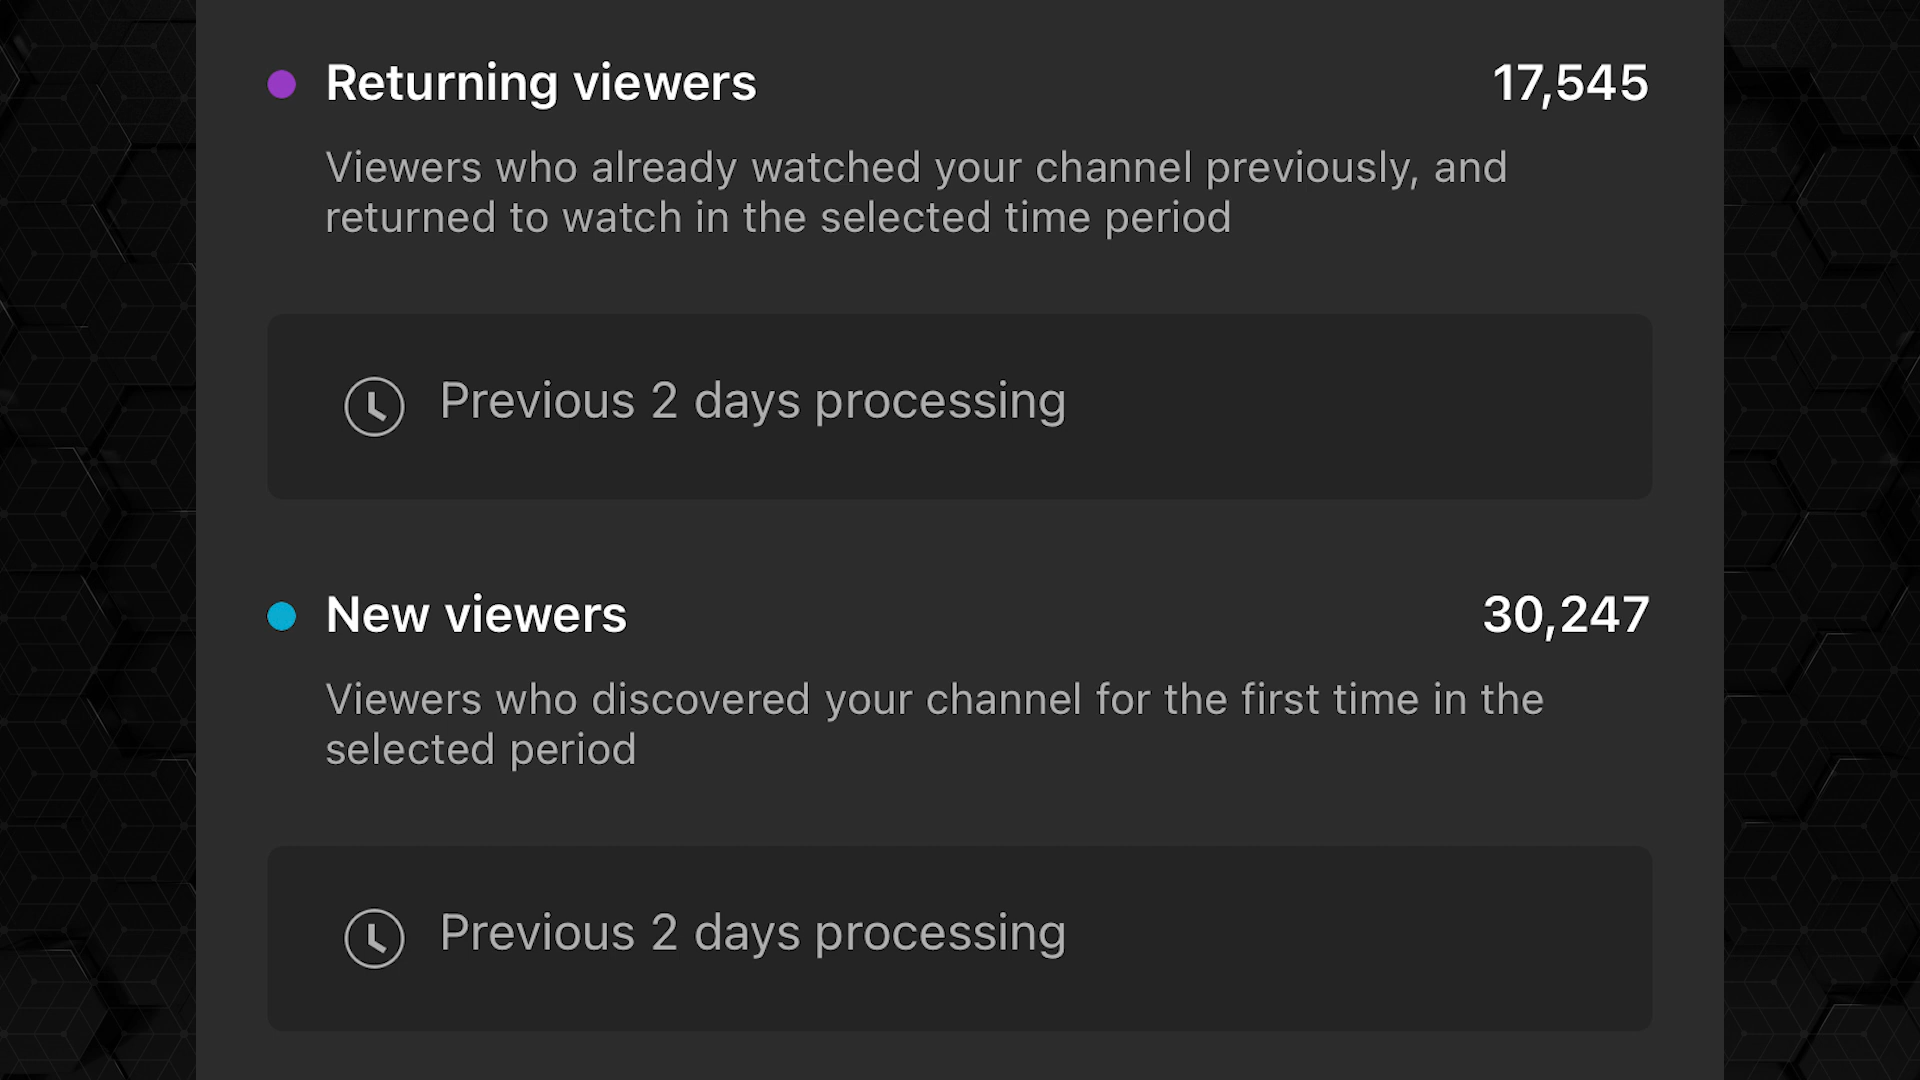 Returning viewers 17,545
Viewers who already watched your channel previously, and
returned to watch in the selected time period
Previous 2 days processing
New viewers 30,247
Viewers who discovered your channel for the first time in the
selected period
Previous 2 days processing